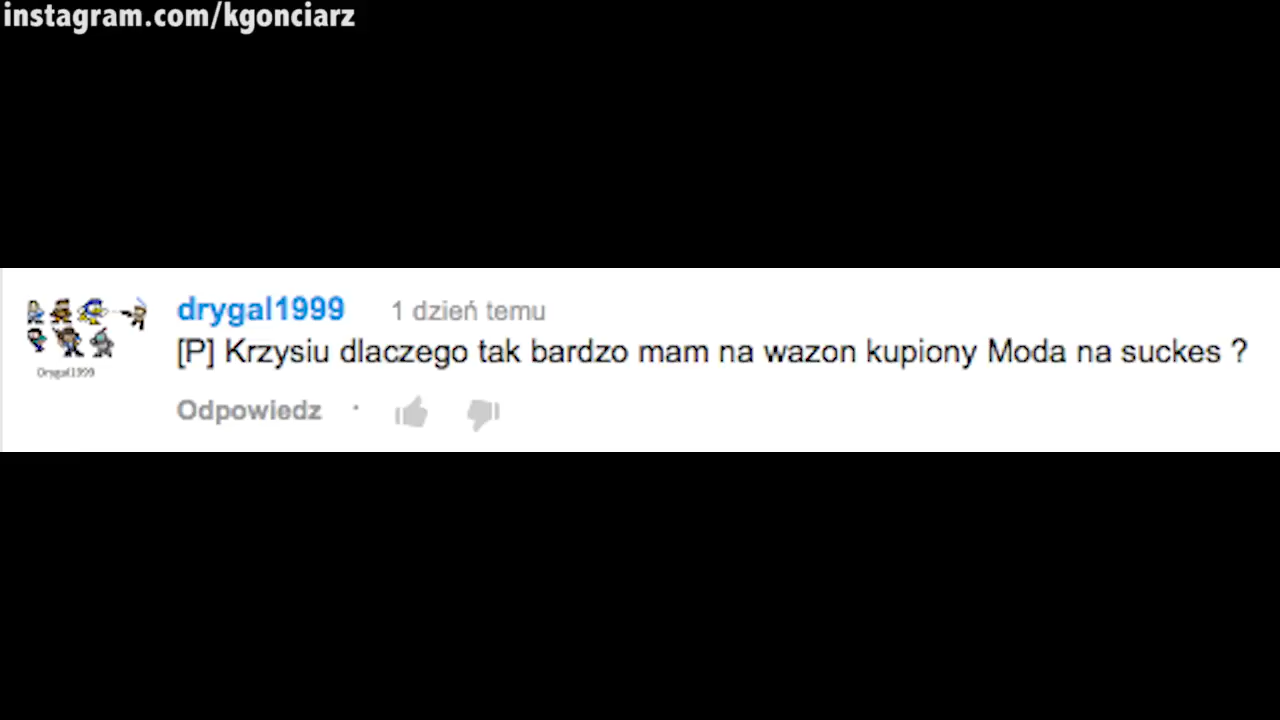 instagram.com/kgonciarz
drygal1999 1 dzień temu
[P] Krzysiu dlaczego tak bardzo mam na wazon kupiony Moda na suckes ?
Drygal1999
Odpowiedz ·